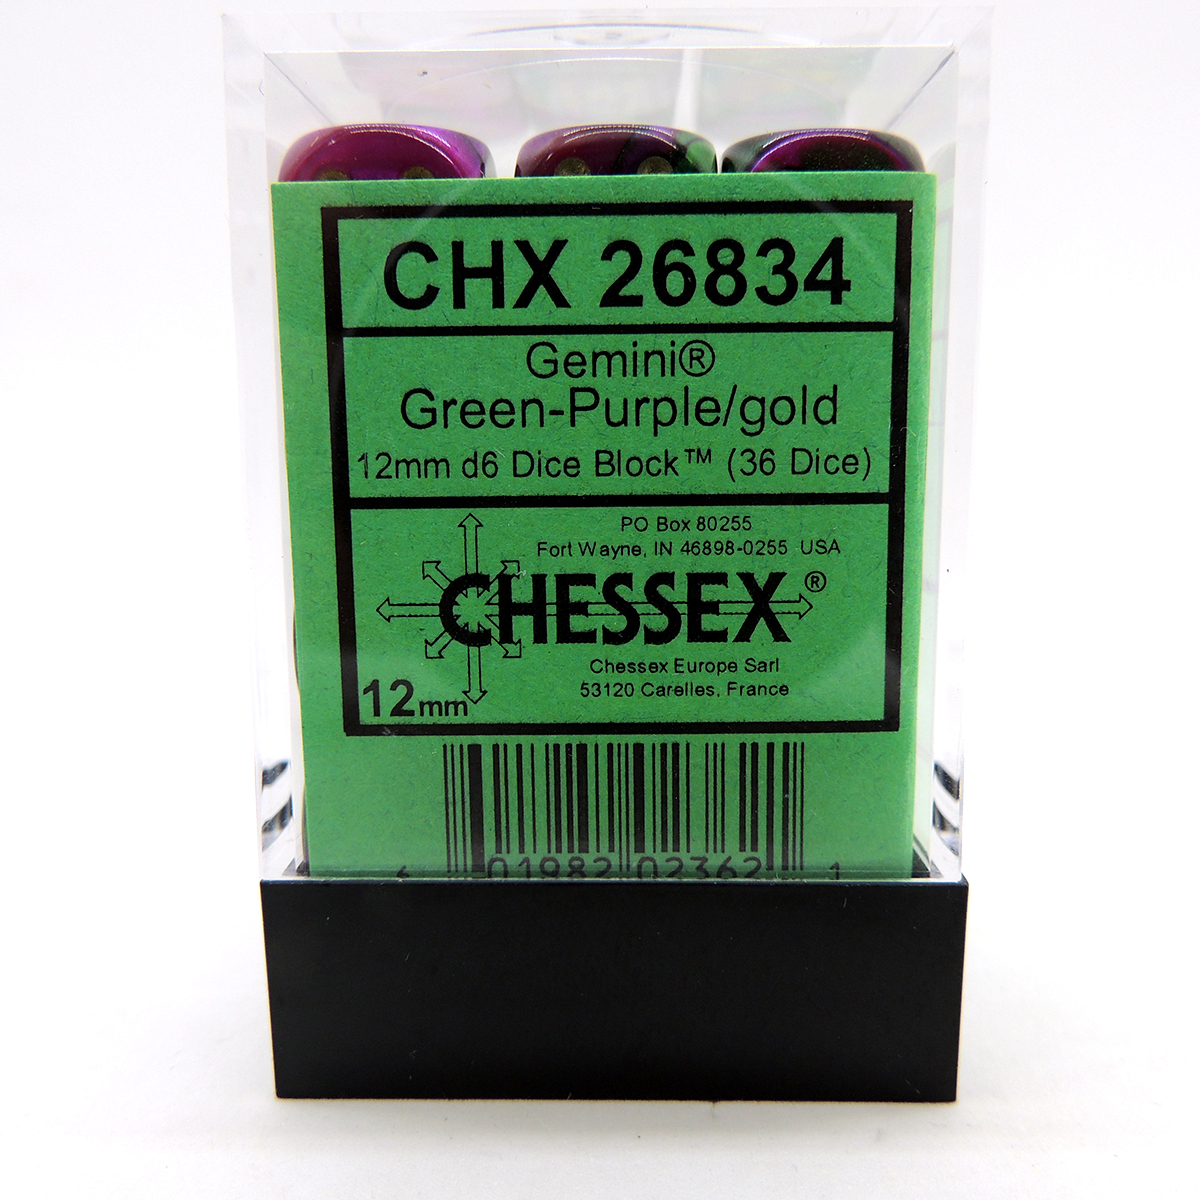 CHX 26834
Gemini®
Green-Purple/gold
12mm d6 Dice Block™ (36 Dice)
PO Box 80255
Fort Wayne, IN 46898-0255 USA
CHESSEX®
Chessex Europe Sarl
53120 Carelles, France
12mm
6 01982 02362 1